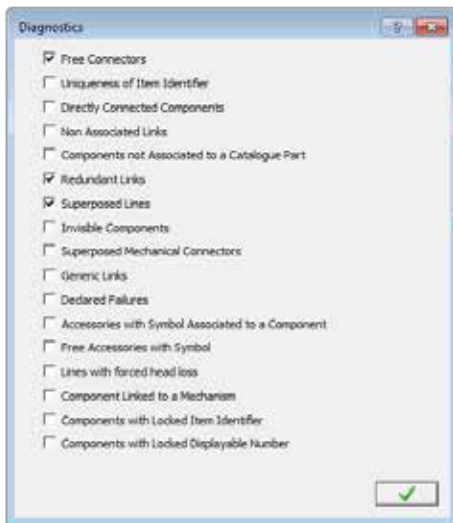 Diagnostics
Free Connectors
Uniqueness of Item Identifier
Directly Connected Components
Non Associated Links
Components not Associated to a Catalogue Part
Redundant Links
Superposed Lines
Invisible Components
Superposed Mechanical Connectors
Generic Links
Declared Failures
Accessories with Symbol Associated to a Component
Free Accessories with Symbol
Lines with forced head loss
Component Linked to a Mechanism
Components with Locked Item Identifier
Components with Locked Displayable Number